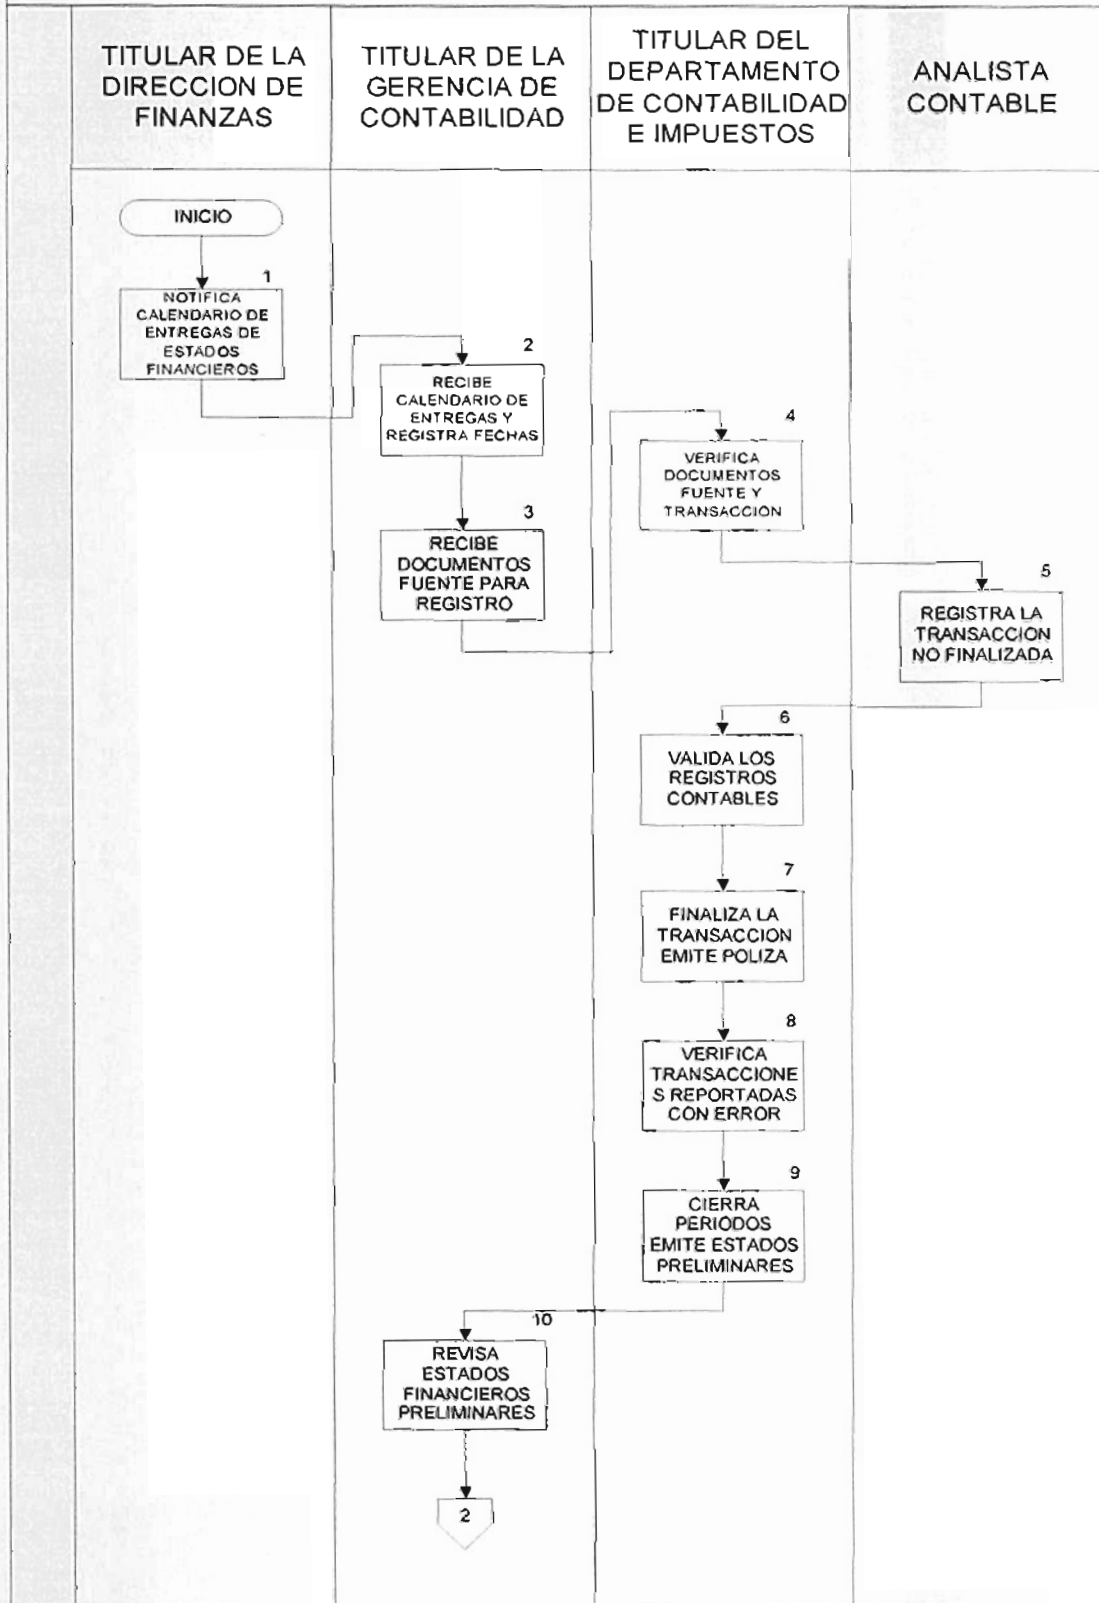 TITULAR DE LA
DIRECCION DE
FINANZAS
TITULAR DE LA
GERENCIA DE
CONTABILIDAD
TITULAR DEL
DEPARTAMENTO
DE CONTABILIDAD
E IMPUESTOS
ANALISTA
CONTABLE
INICIO
1
NOTIFICA
CALENDARIO DE
ENTREGAS DE
ESTADOS
FINANCIEROS
2
RECIBE
CALENDARIO DE
ENTREGAS Y
REGISTRA FECHAS
3
RECIBE
DOCUMENTOS
FUENTE PARA
REGISTRO
4
VERIFICA
DOCUMENTOS
FUENTE Y
TRANSACCION
5
REGISTRA LA
TRANSACCION
NO FINALIZADA
6
VALIDA LOS
REGISTROS
CONTABLES
7
FINALIZA LA
TRANSACCION
EMITE POLIZA
8
VERIFICA
TRANSACCIONE
S REPORTADAS
CON ERROR
9
CIERRA
PERIODOS
EMITE ESTADOS
PRELIMINARES
10
REVISA
ESTADOS
FINANCIEROS
PRELIMINARES
2